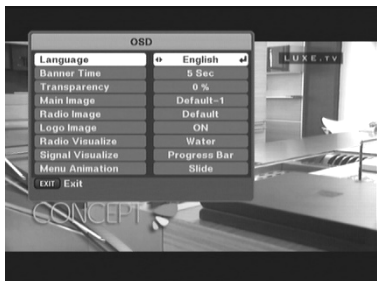 OSD
Language English
Banner Time 5 Sec
Transparency 0 %
Main Image Default-1
Radio Image Default
Logo Image ON
Radio Visualize Water
Signal Visualize Progress Bar
Menu Animation Slide
EXIT Exit
LUXE.TV
CONCEPT